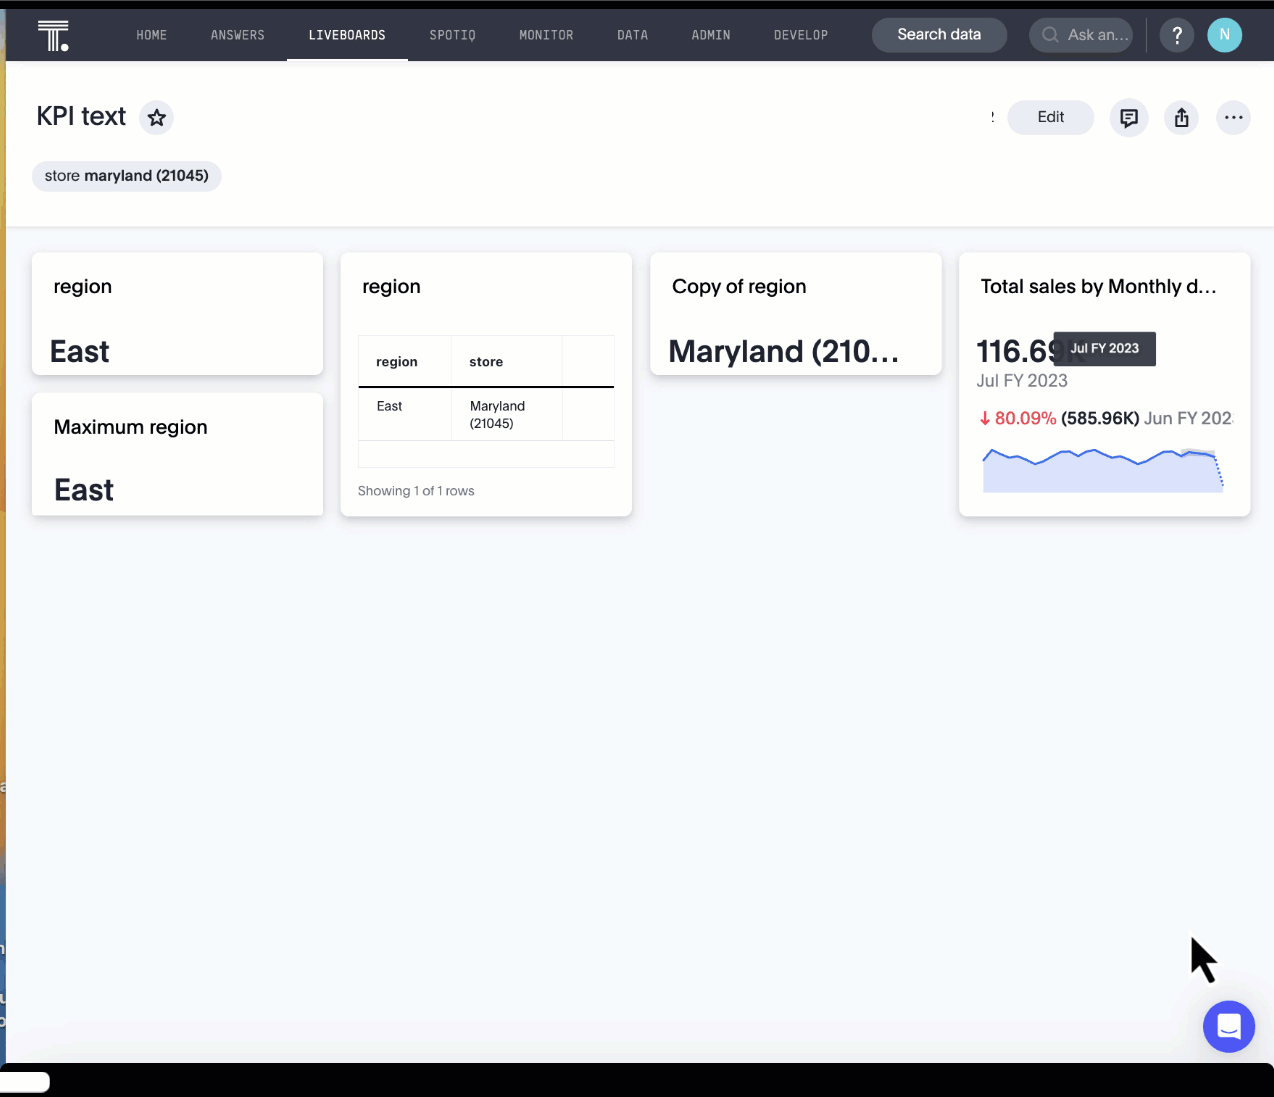 HOME ANSWERS LIVEBOARDS SPOTIQ MONITOR DATA ADMIN DEVELOP Search data Ask an... ? N
KPI text
Edit
store maryland (21045)
region
East
Maximum region
East
region
region store
East Maryland
(21045)
Showing 1 of 1 rows
Copy of region
Maryland (210...
Total sales by Monthly d...
116.69K
Jul FY 2023
Jul FY 2023
80.09% (585.96K) Jun FY 202